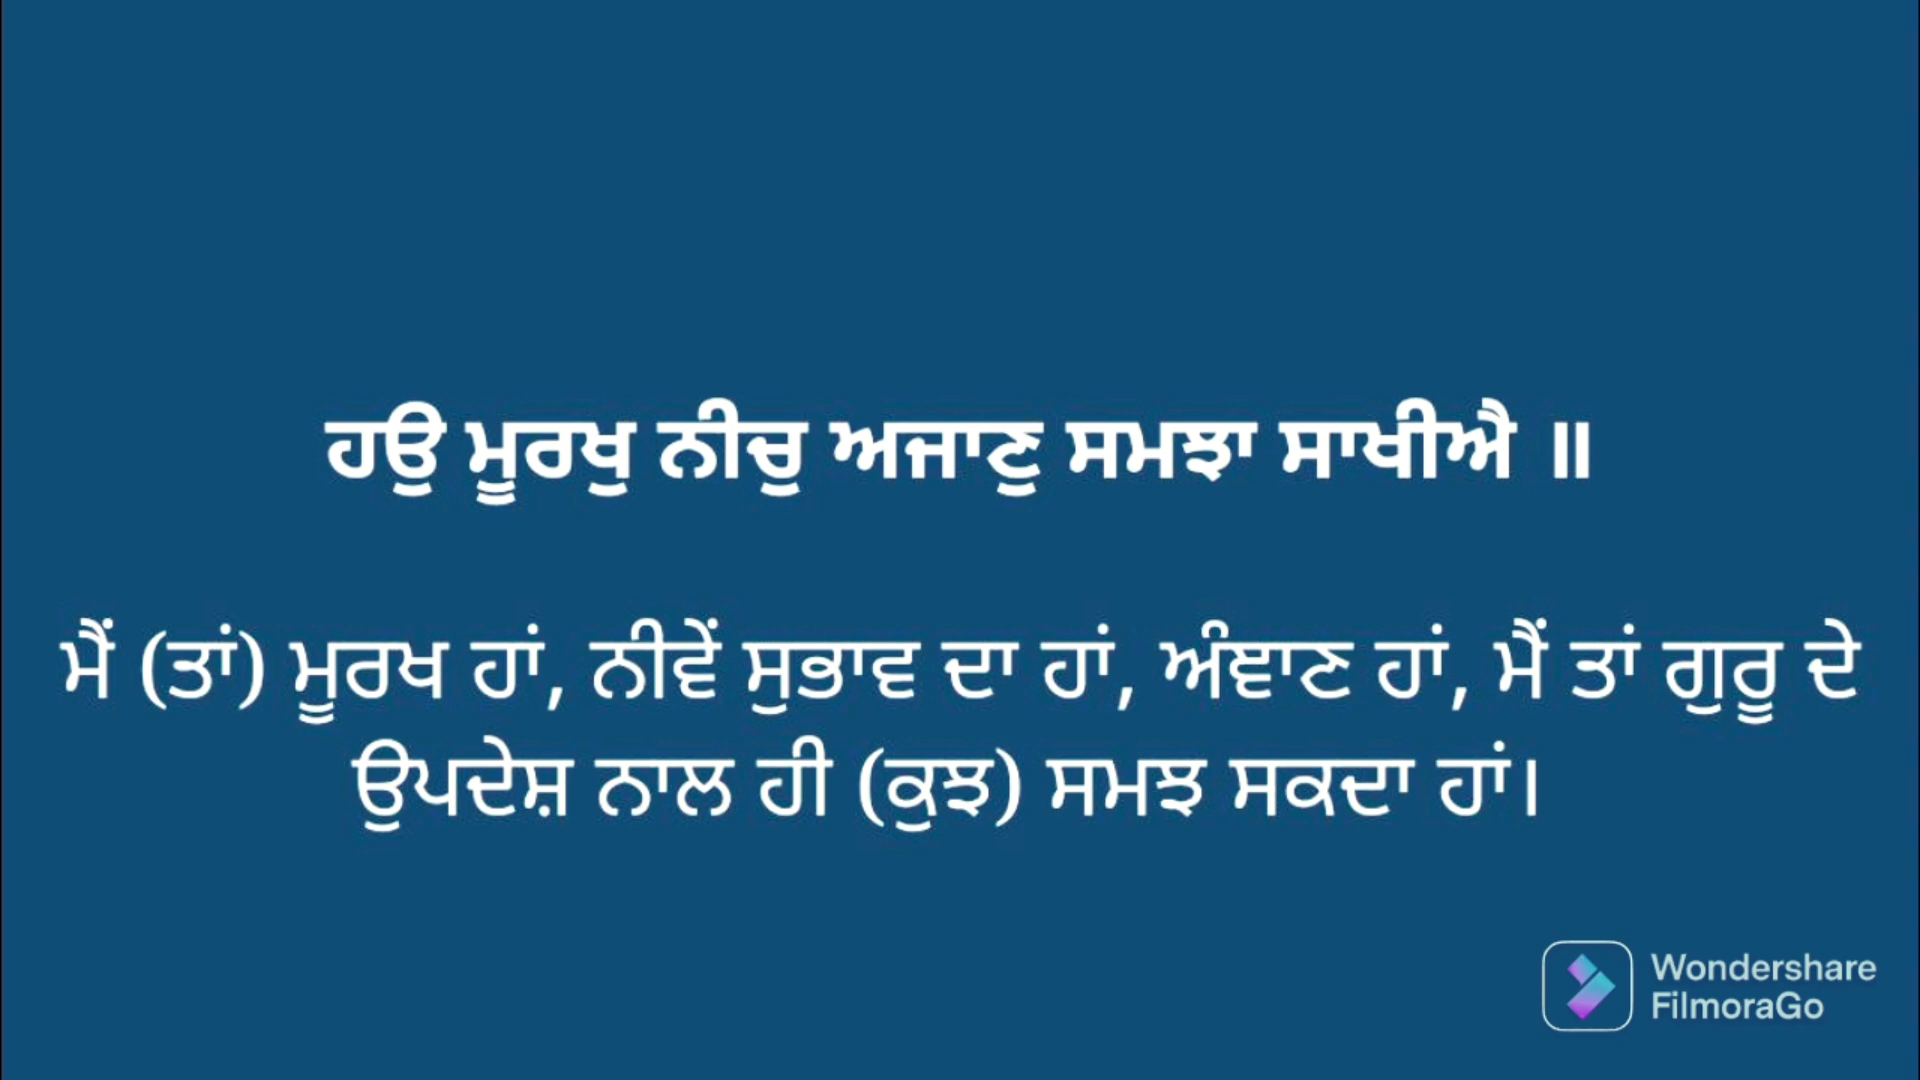 ਹਉ ਮੂਰਖੁ ਨੀਚੁ ਅਜਾਣੁ ਸਮਝਾ ਸਾਖੀਐ ॥
ਮੈਂ (ਤਾਂ) ਮੂਰਖ ਹਾਂ, ਨੀਵੇਂ ਸੁਭਾਵ ਦਾ ਹਾਂ, ਅੰਞਾਣ ਹਾਂ, ਮੈਂ ਤਾਂ ਗੁਰੂ ਦੇ
ਉਪਦੇਸ਼ ਨਾਲ ਹੀ (ਕੁਝ) ਸਮਝ ਸਕਦਾ ਹਾਂ।
Wondershare
FilmoraGo